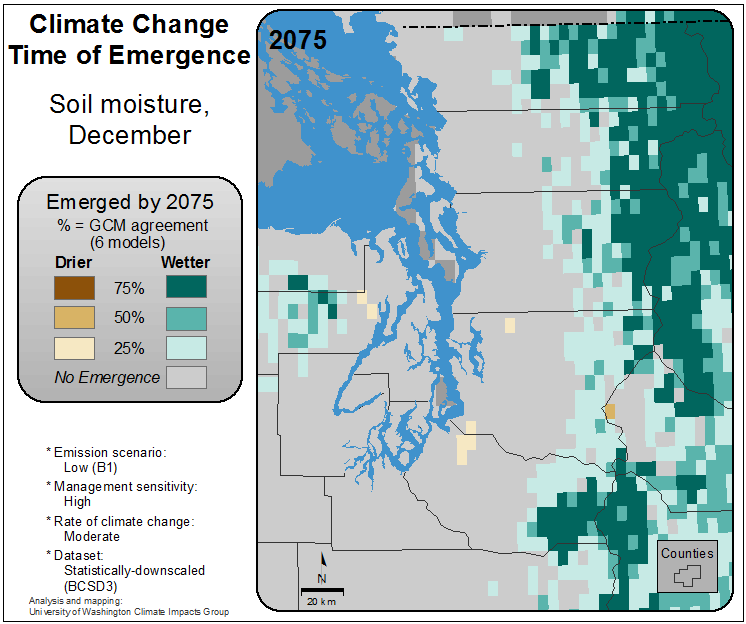 Climate Change
Time of Emergence
Soil moisture,
December
Emerged by 2075
% = GCM agreement
(6 models)
Drier Wetter
75%
50%
25%
No Emergence
* Emission scenario:
Low (B1)
* Management sensitivity:
High
* Rate of climate change:
Moderate
* Dataset:
Statistically-downscaled
(BCSD3)
Analysis and mapping:
University of Washington Climate Impacts Group
2075
N
20 km
Counties